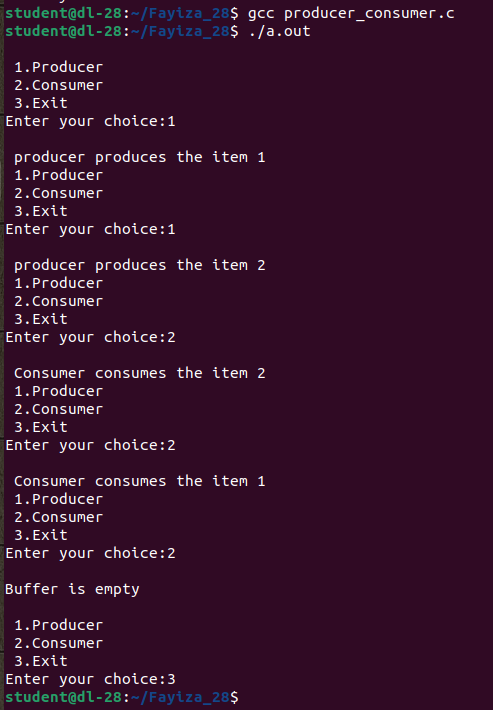 student@dl-28:~/Fayiza_28$ gcc producer_consumer.c
student@dl-28:~/Fayiza_28$ ./a.out
1.Producer
2.Consumer
3.Exit
Enter your choice:1
producer produces the item 1
1.Producer
2.Consumer
3.Exit
Enter your choice:1
producer produces the item 2
1.Producer
2.Consumer
3.Exit
Enter your choice:2
Consumer consumes the item 2
1.Producer
2.Consumer
3.Exit
Enter your choice:2
Consumer consumes the item 1
1.Producer
2.Consumer
3.Exit
Enter your choice:2
Buffer is empty
1.Producer
2.Consumer
3.Exit
Enter your choice:3
student@dl-28:~/Fayiza_28$